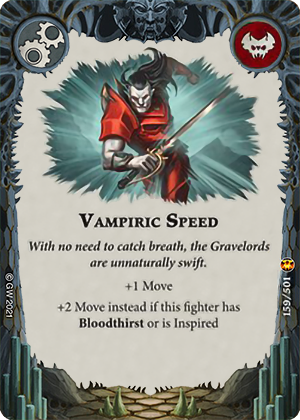 VAMPIRIC SPEED
With no need to catch breath, the Gravelords
are unnaturally swift.
+1 Move
+2 Move instead if this fighter has
Bloodthirst or is Inspired
© GW 2021
159/501